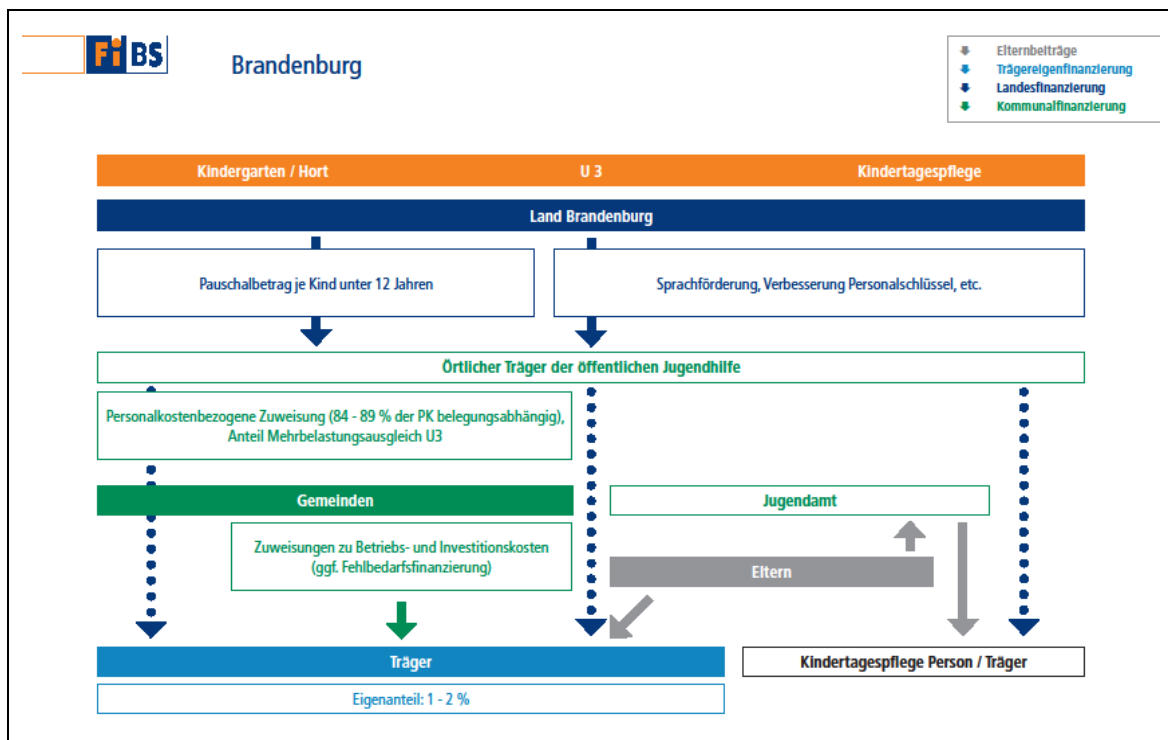 FiBS
Brandenburg
Elternbeiträge
Trägereigenfinanzierung
Landesfinanzierung
Kommunalfinanzierung
Kindergarten / Hort
U 3
Kindertagespflege
Land Brandenburg
Pauschalbetrag je Kind unter 12 Jahren
Sprachförderung, Verbesserung Personalschlüssel, etc.
Örtlicher Träger der öffentlichen Jugendhilfe
Personalkostenbezogene Zuweisung (84 - 89 % der PK belegungsabhängig),
Anteil Mehrbelastungsausgleich U3
Gemeinden
Jugendamt
Zuweisungen zu Betriebs- und Investitionskosten
(ggf. Fehlbedarfsfinanzierung)
Eltern
Träger
Kindertagespflege Person / Träger
Eigenanteil: 1 - 2 %